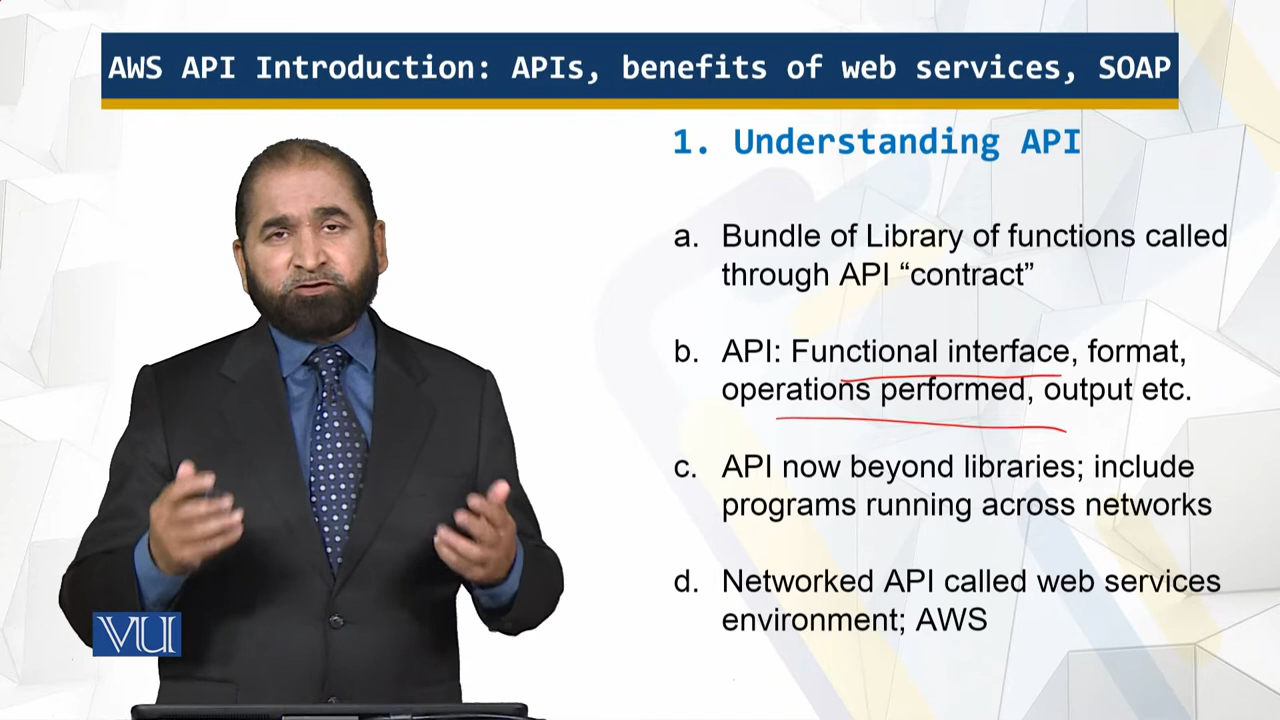 AWS API Introduction: APIs, benefits of web services, SOAP
1. Understanding API
a. Bundle of Library of functions called
through API “contract”
b. API: Functional interface, format,
operations performed, output etc.
c. API now beyond libraries; include
programs running across networks
d. Networked API called web services
environment; AWS
VU